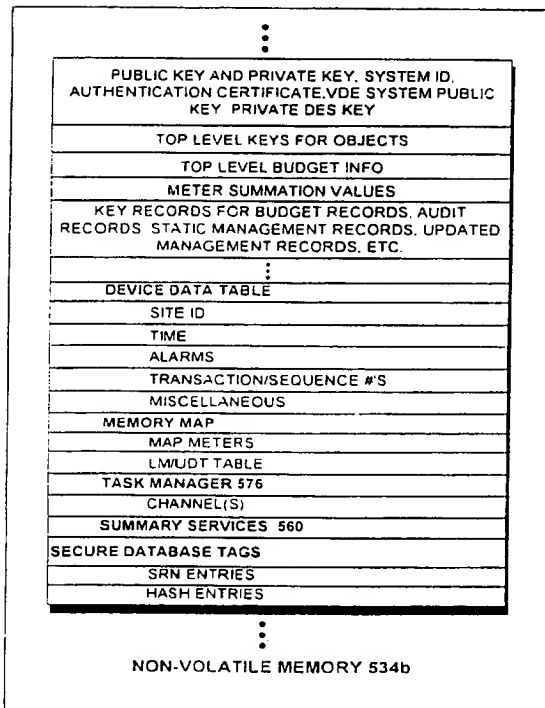 PUBLIC KEY AND PRIVATE KEY, SYSTEM ID,
AUTHENTICATION CERTIFICATE,VDE SYSTEM PUBLIC
KEY PRIVATE DES KEY
TOP LEVEL KEYS FOR OBJECTS
TOP LEVEL BUDGET INFO
METER SUMMATION VALUES
KEY RECORDS FOR BUDGET RECORDS, AUDIT
RECORDS STATIC MANAGEMENT RECORDS, UPDATED
MANAGEMENT RECORDS, ETC.
DEVICE DATA TABLE
SITE ID
TIME
ALARMS
TRANSACTION/SEQUENCE #'S
MISCELLANEOUS
MEMORY MAP
MAP METERS
LM/UDT TABLE
TASK MANAGER 576
CHANNEL(S)
SUMMARY SERVICES 560
SECURE DATABASE TAGS
SRN ENTRIES
HASH ENTRIES
NON-VOLATILE MEMORY 534b